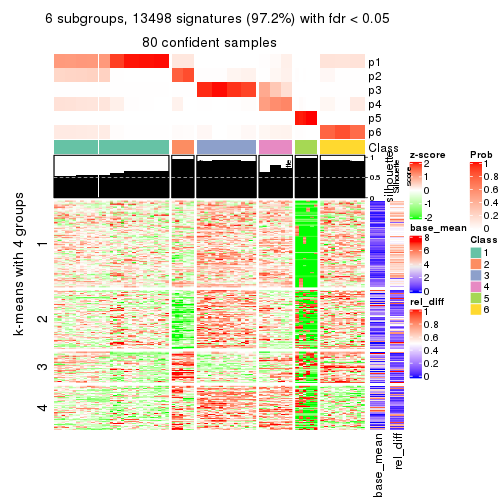 6 subgroups, 13498 signatures (97.2%) with fdr < 0.05
80 confident samples
p1
p2
p3
p4
p5
p6
Class
1
0.5
0
silhouette
Silhouette
score
k-means with 4 groups
1
2
3
4
base_mean
rel_diff
z-score
2
1
0
-1
-2
base_mean
8
6
4
2
0
rel_diff
1
0.8
0.6
0.4
0.2
0
Prob
1
0.8
0.6
0.4
0.2
0
Class
1
2
3
4
5
6